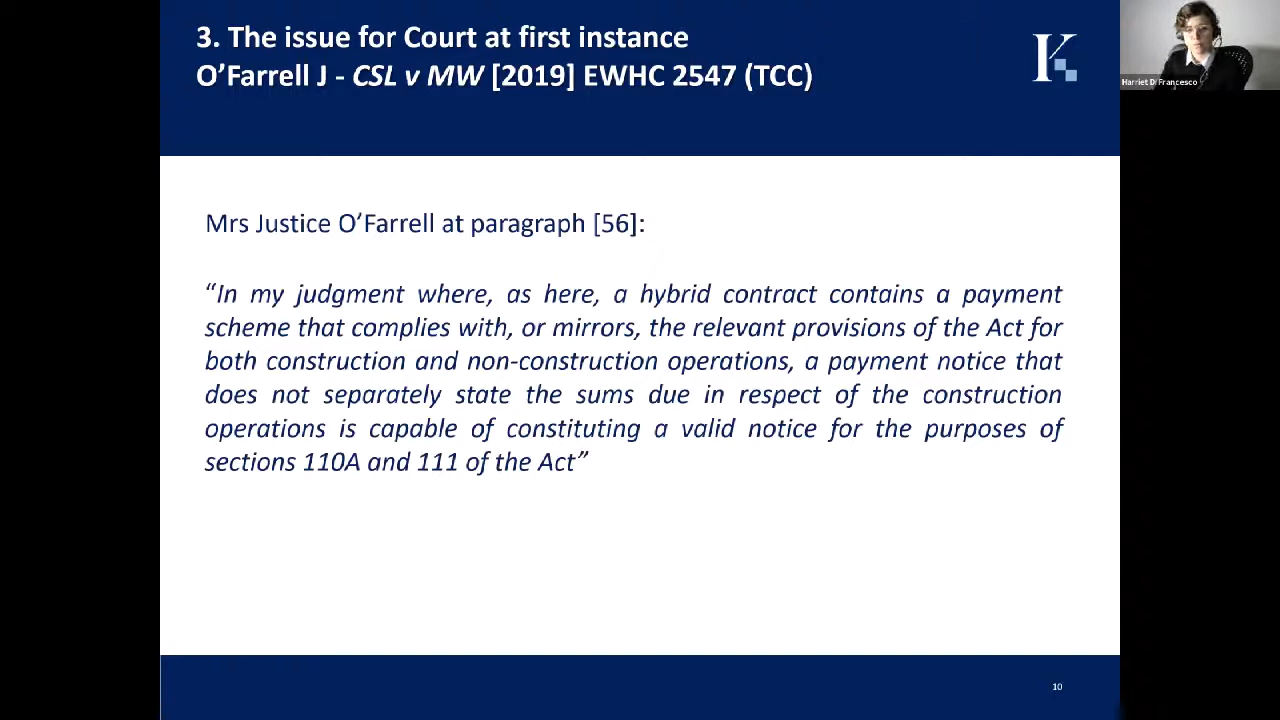 3. The issue for Court at first instance
O’Farrell J - CSL v MW [2019] EWHC 2547 (TCC)
K
Harriet Di Francesco
Mrs Justice O’Farrell at paragraph [56]:
“In my judgment where, as here, a hybrid contract contains a payment
scheme that complies with, or mirrors, the relevant provisions of the Act for
both construction and non-construction operations, a payment notice that
does not separately state the sums due in respect of the construction
operations is capable of constituting a valid notice for the purposes of
sections 110A and 111 of the Act”
10